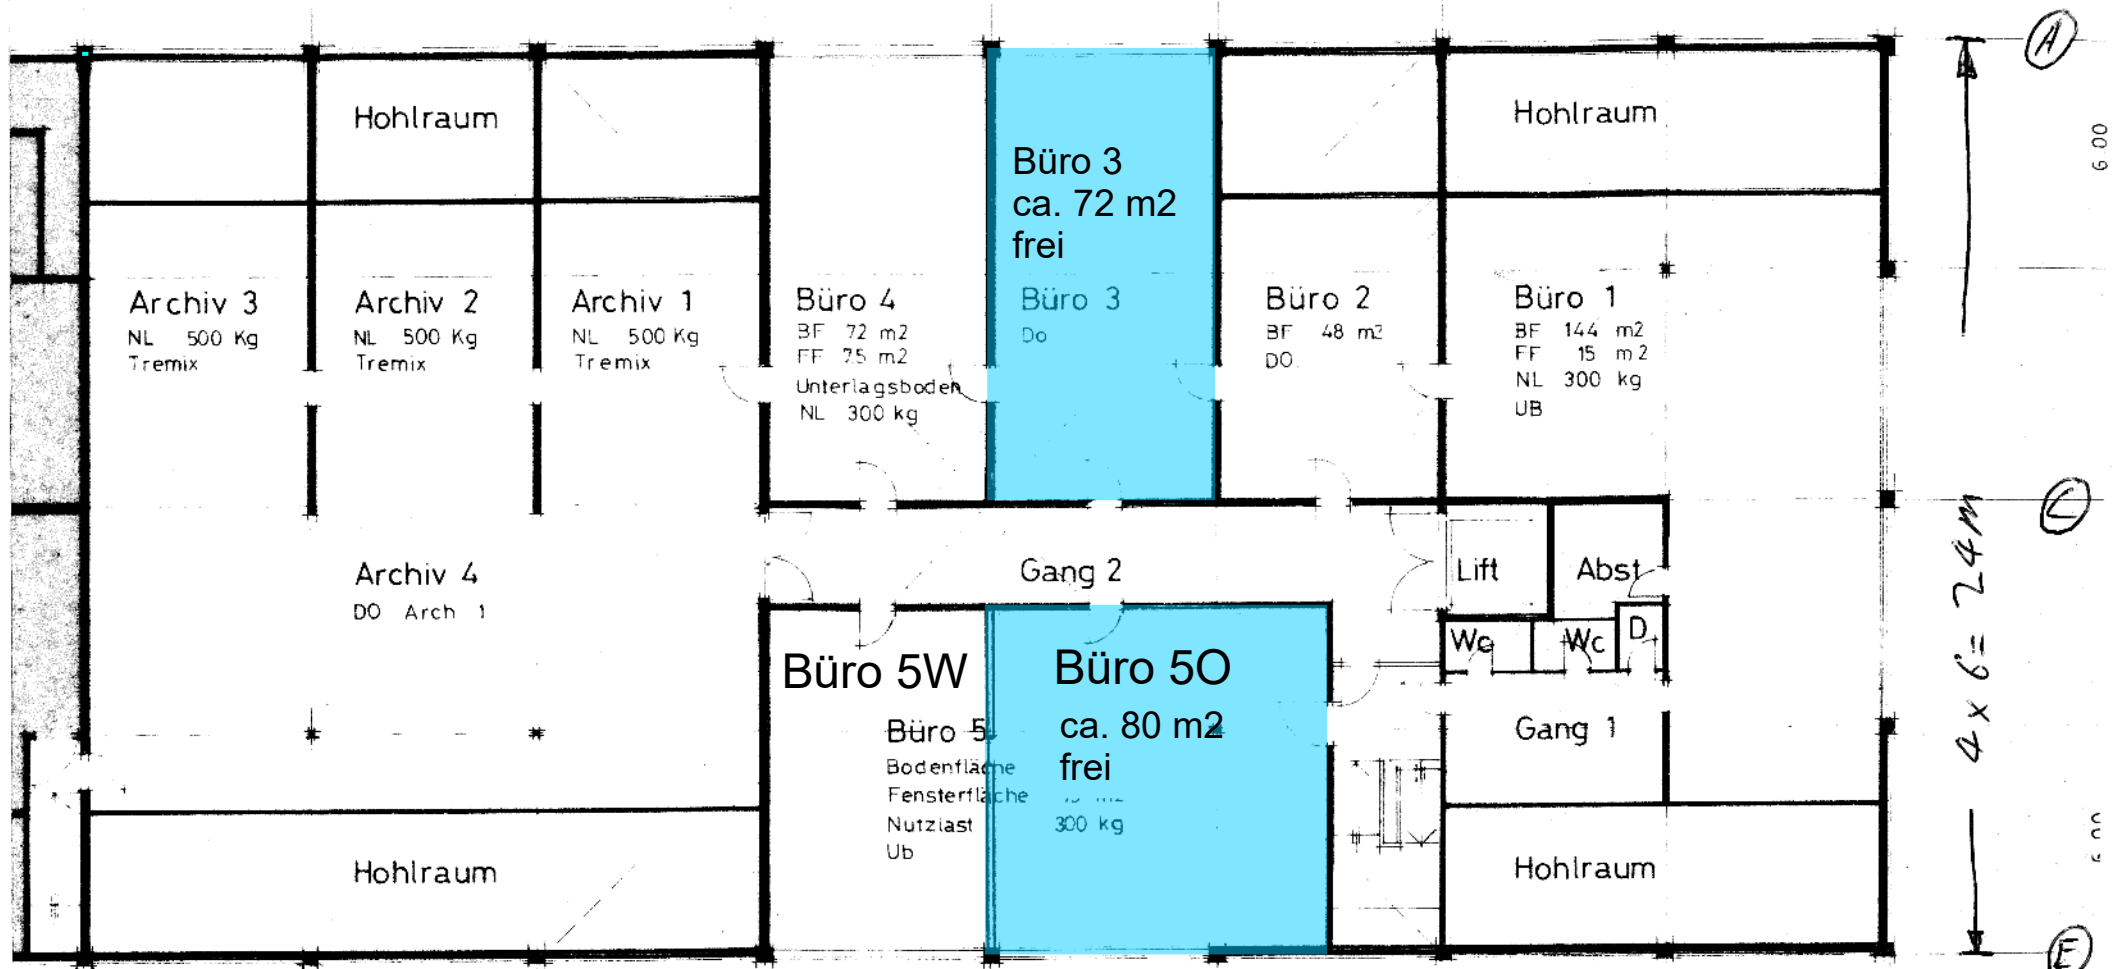 A
Hohlraum
Hohlraum
6 00
Büro 3
ca. 72 m2
frei
Archiv 3
NL 500 Kg
Tremix
Archiv 2
NL 500 Kg
Tremix
Archiv 1
NL 500 Kg
Tremix
Büro 4
BF 72 m2
FF 7.5 m2
Unterlagsboden
NL 300 kg
Büro 3
Do
Büro 2
BF 48 m2
DO
Büro 1
BF 144 m2
FF 15 m2
NL 300 kg
UB
C
4 x 6 = 24m
Archiv 4
DO Arch 1
Gang 2
Lift
Abst
Wc
Wc
D
Büro 5W
Büro 5O
ca. 80 m2
frei
Büro 5
Bodenfläche
Fensterfläche
Nutzlast 300 kg
Ub
Gang 1
Hohlraum
Hohlraum
E